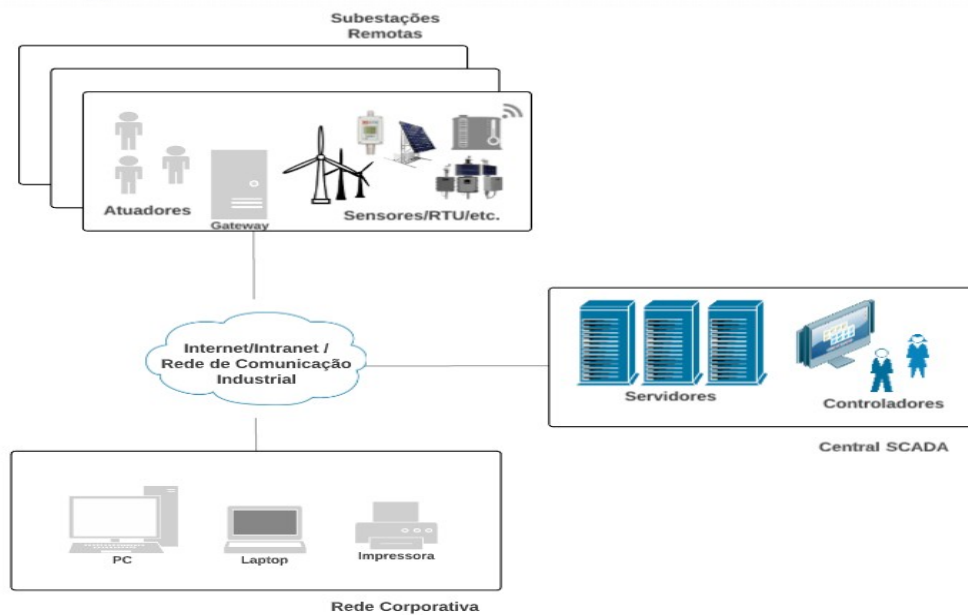 Subestações
Remotas
Atuadores
Gateway
Sensores/RTU/etc.
Internet/Intranet /
Rede de Comunicação
Industrial
Servidores
Controladores
Central SCADA
PC
Laptop
Impressora
Rede Corporativa